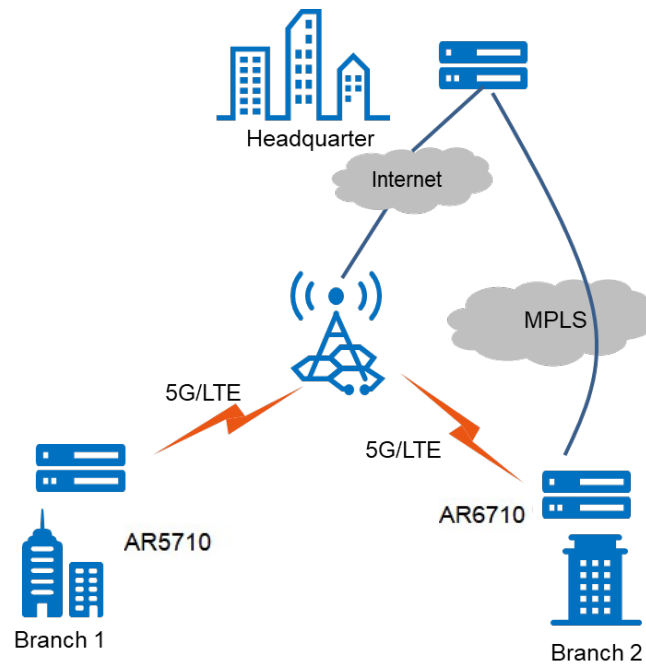 Headquarter
Internet
MPLS
5G/LTE
5G/LTE
AR5710
AR6710
Branch 1
Branch 2